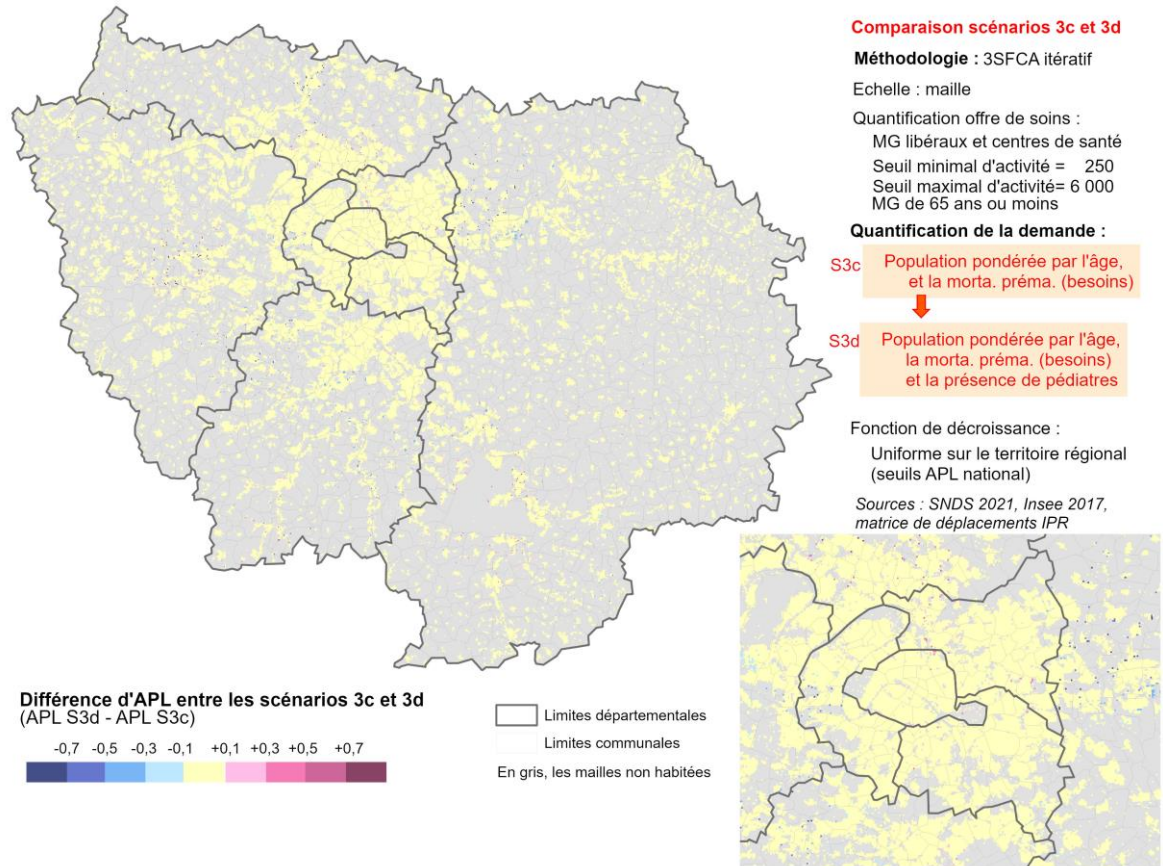 Comparaison scénarios 3c et 3d
Méthodologie : 3SFCA itératif
Echelle : maille
Quantification offre de soins :
MG libéraux et centres de santé
Seuil minimal d'activité = 250
Seuil maximal d'activité= 6 000
MG de 65 ans ou moins
Quantification de la demande :
S3c Population pondérée par l'âge,
et la morta. préma. (besoins)
S3d Population pondérée par l'âge,
la morta. préma. (besoins)
et la présence de pédiatres
Fonction de décroissance :
Uniforme sur le territoire régional
(seuils APL national)
Sources : SNDS 2021, Insee 2017,
matrice de déplacements IPR
Différence d'APL entre les scénarios 3c et 3d
(APL S3d - APL S3c)
-0,7 -0,5 -0,3 -0,1 +0,1 +0,3 +0,5 +0,7
Limites départementales
Limites communales
En gris, les mailles non habitées